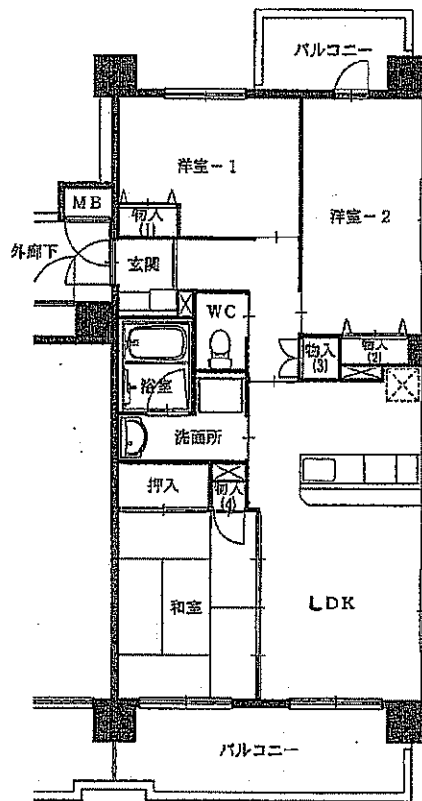 バルコニー
洋室-1
MB
物入
(1)
洋室-2
外廊下
玄関
WC
物入
(3)
物入
(2)
浴室
洗面所
押入
物入
(4)
和室
LDK
バルコニー